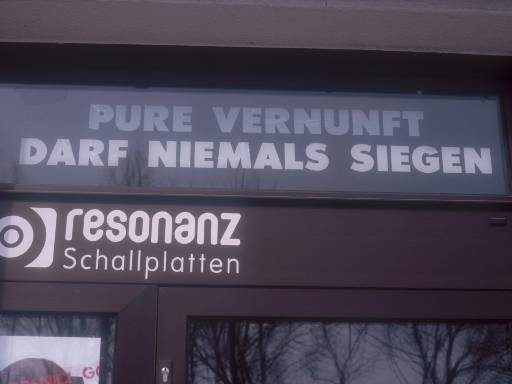 PURE VERNUNFT
DARF NIEMALS SIEGEN
resonanz
Schallplatten